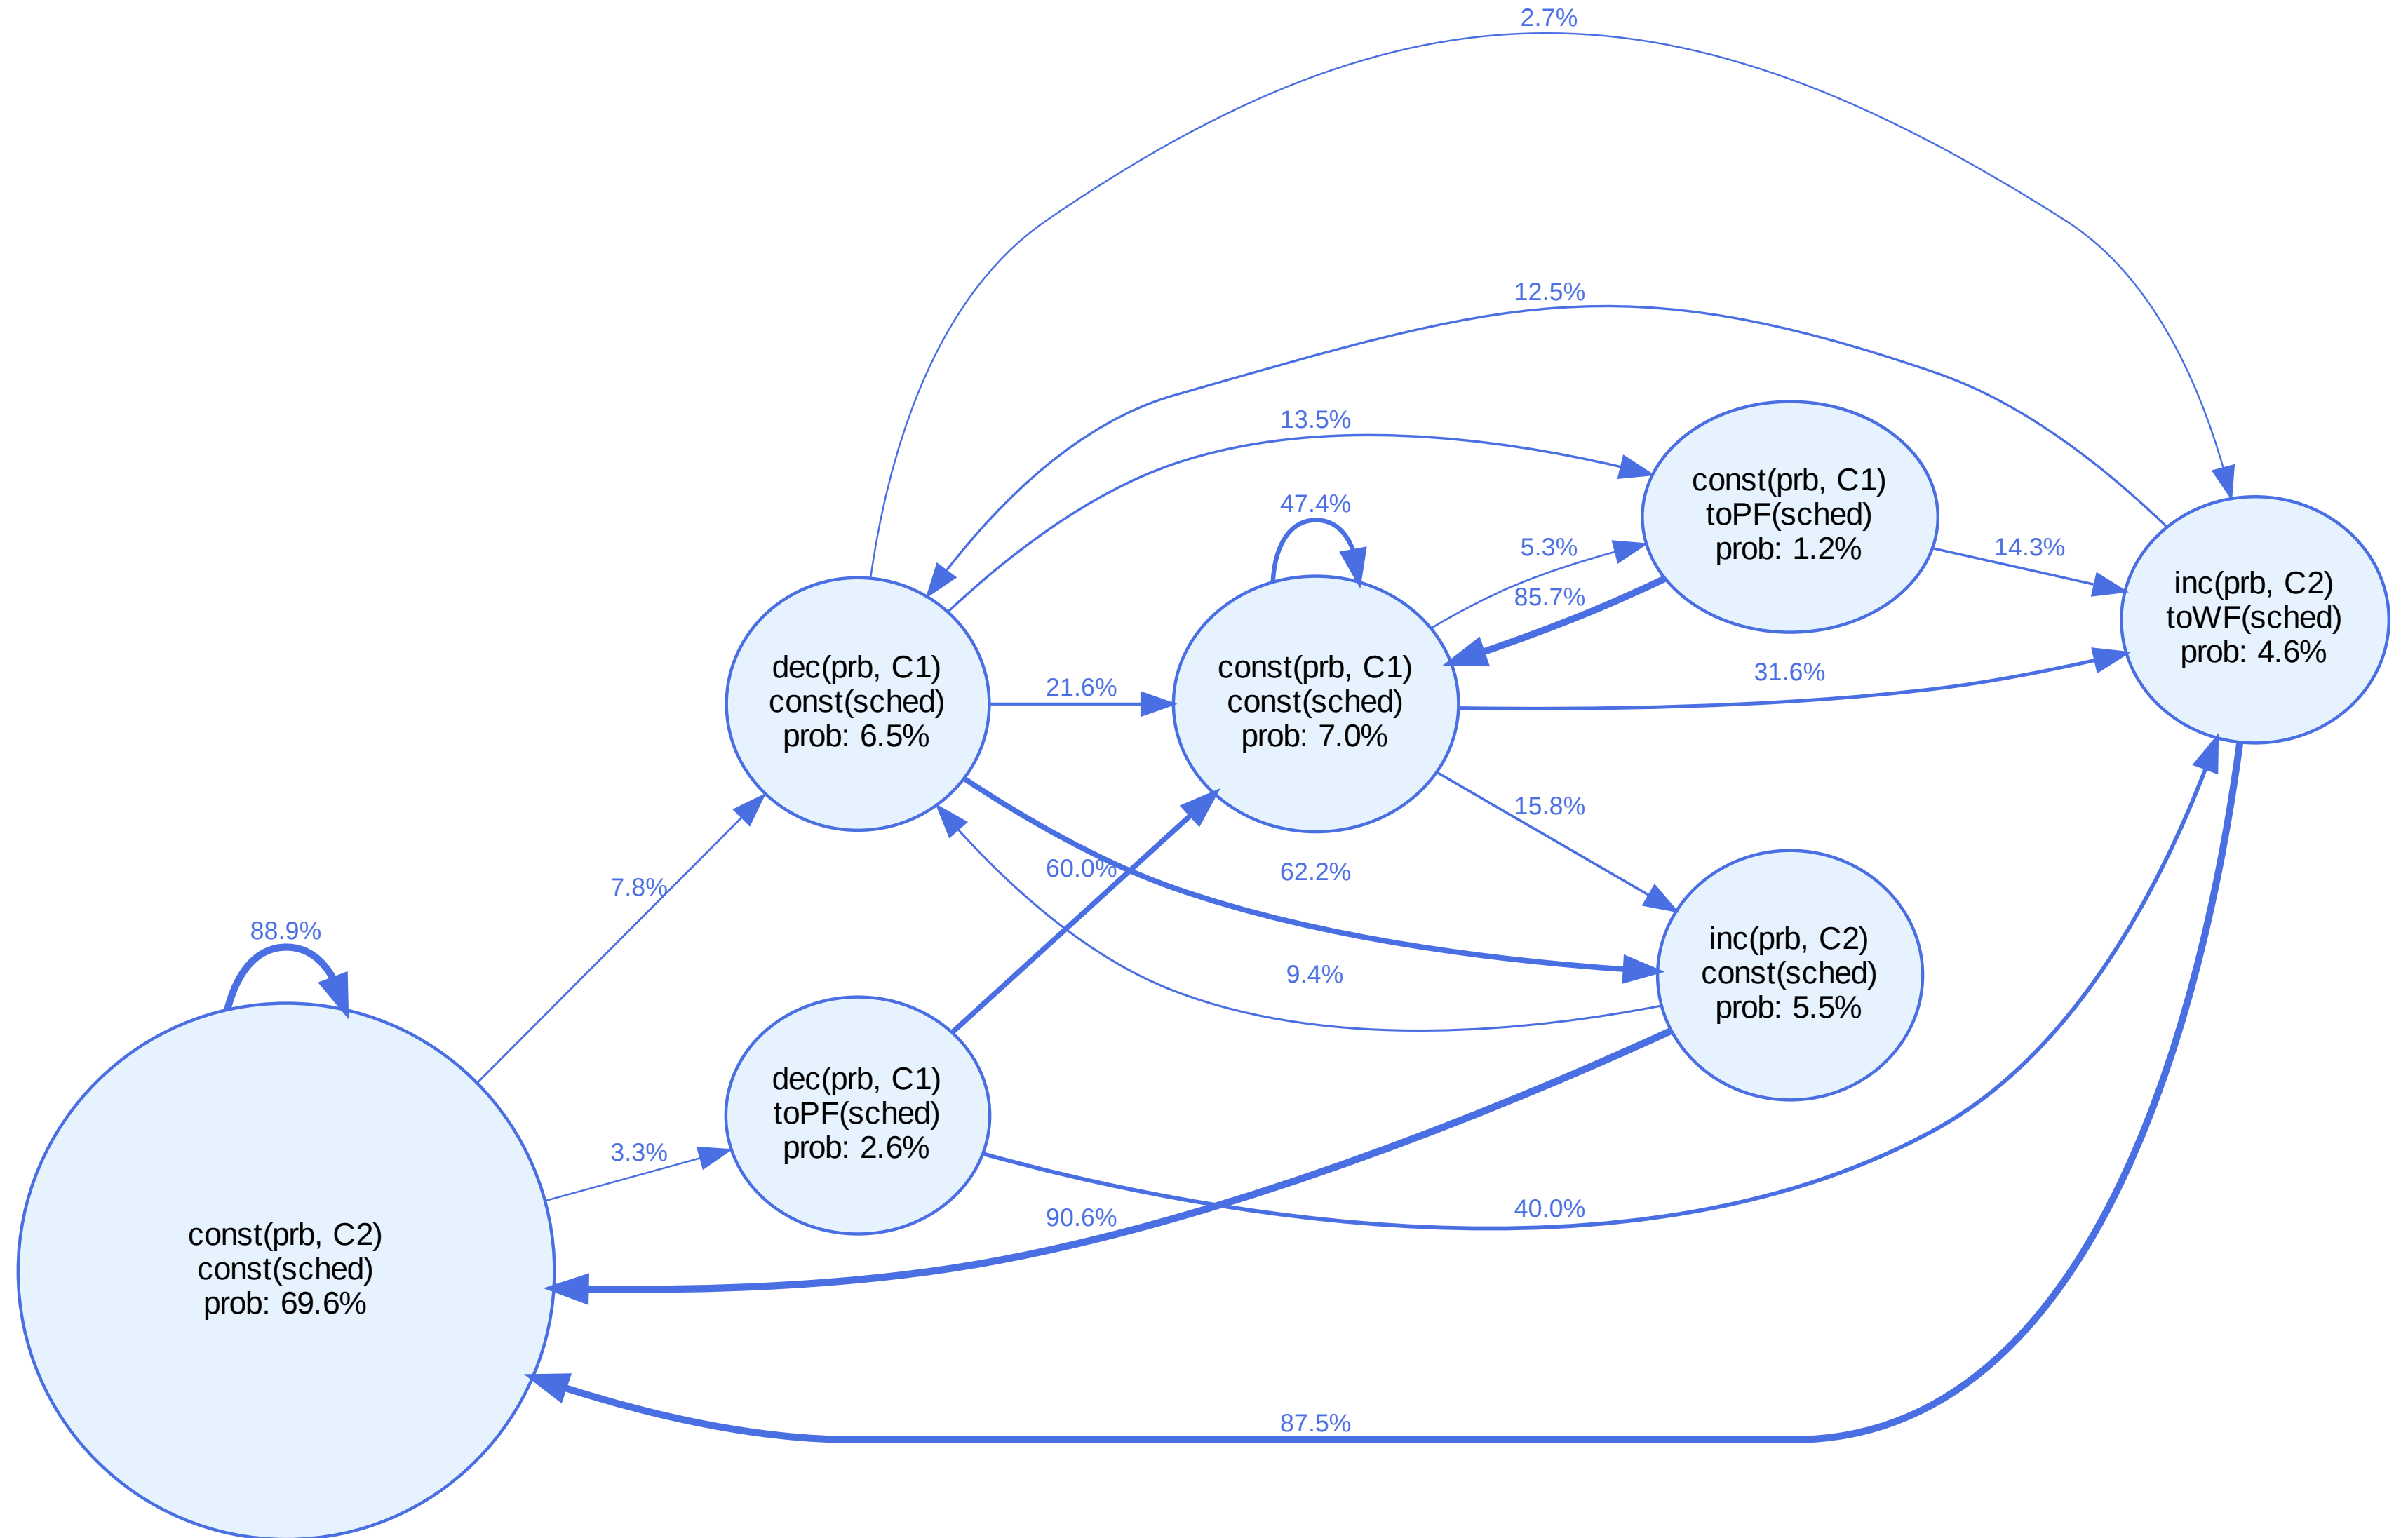 2.7%
12.5%
13.5%
47.4%
5.3%
85.7%
const(prb, C1)
toPF(sched)
prob: 1.2%
14.3%
inc(prb, C2)
toWF(sched)
prob: 4.6%
dec(prb, C1)
const(sched)
prob: 6.5%
21.6%
const(prb, C1)
const(sched)
prob: 7.0%
31.6%
15.8%
7.8%
60.0%
62.2%
88.9%
9.4%
inc(prb, C2)
const(sched)
prob: 5.5%
dec(prb, C1)
toPF(sched)
prob: 2.6%
3.3%
90.6%
40.0%
const(prb, C2)
const(sched)
prob: 69.6%
87.5%